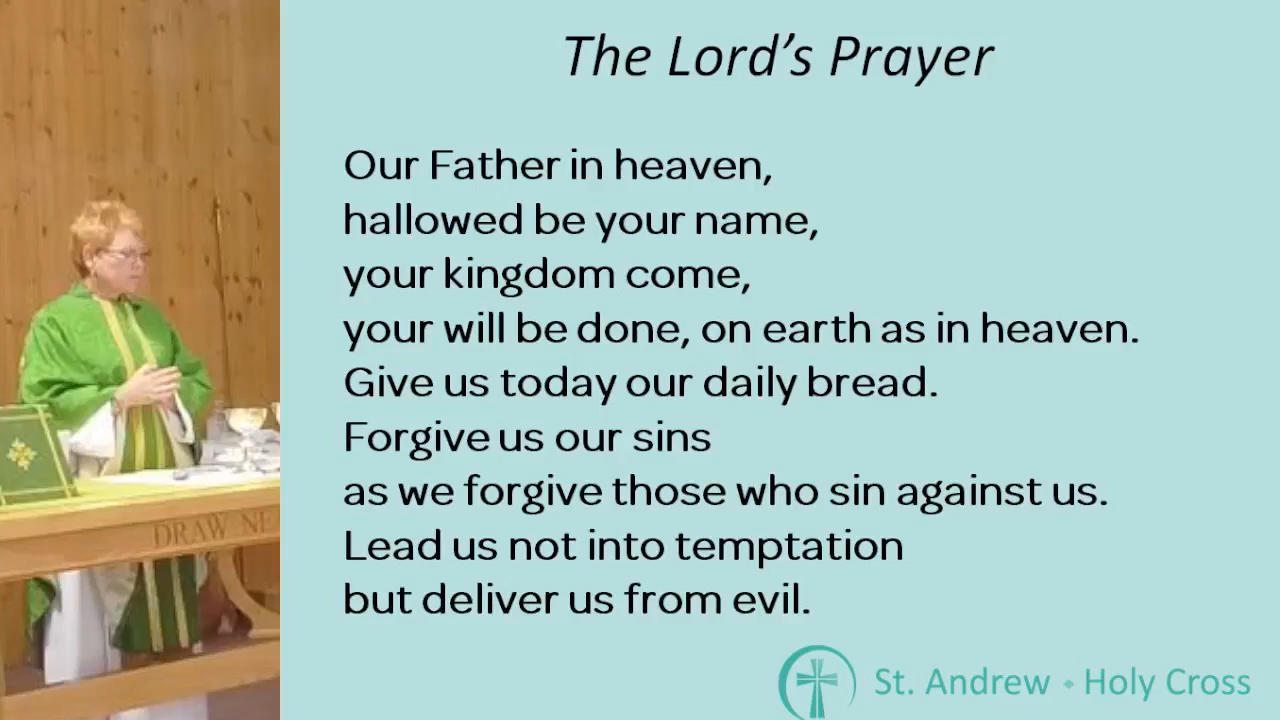 The Lord's Prayer
Our Father in heaven,
hallowed be your name,
your kingdom come,
your will be done, on earth as in heaven.
Give us today our daily bread.
Forgive us our sins
as we forgive those who sin against us.
Lead us not into temptation
but deliver us from evil.
DRAW NE
St. Andrew • Holy Cross